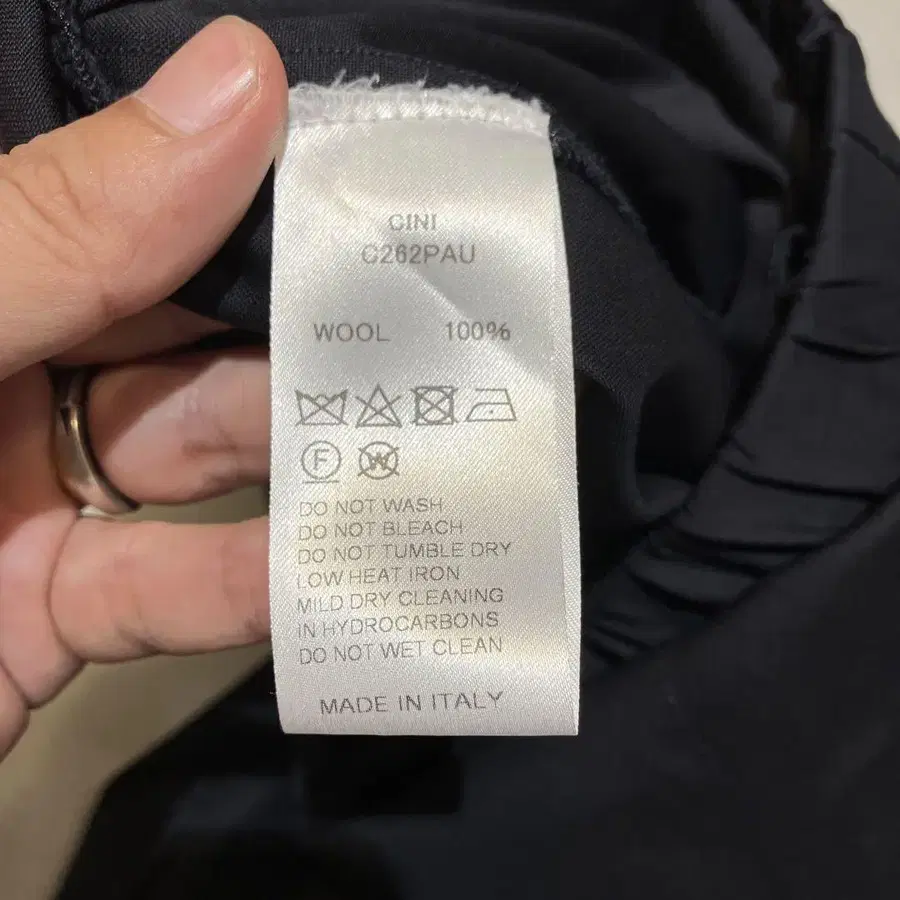 CINI
C262PAU
WOOL 100%
F W
DO NOT WASH
DO NOT BLEACH
DO NOT TUMBLE DRY
LOW HEAT IRON
MILD DRY CLEANING
IN HYDROCARBONS
DO NOT WET CLEAN
MADE IN ITALY